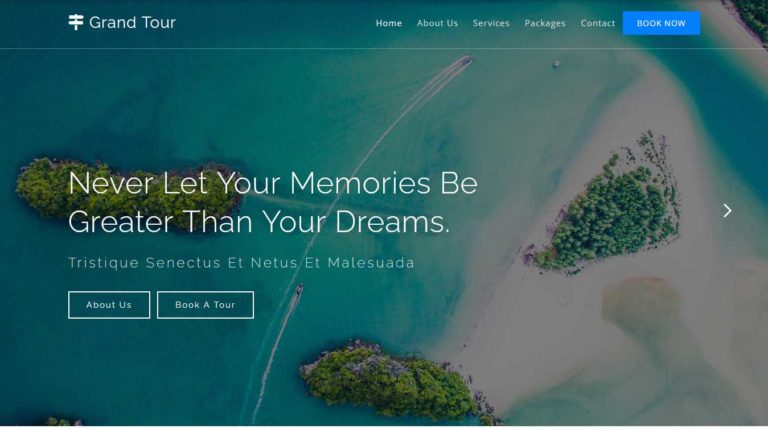 Grand Tour
Home About Us Services Packages Contact BOOK NOW
Never Let Your Memories Be
Greater Than Your Dreams.
Tristique Senectus Et Netus Et Malesuada
About Us Book A Tour